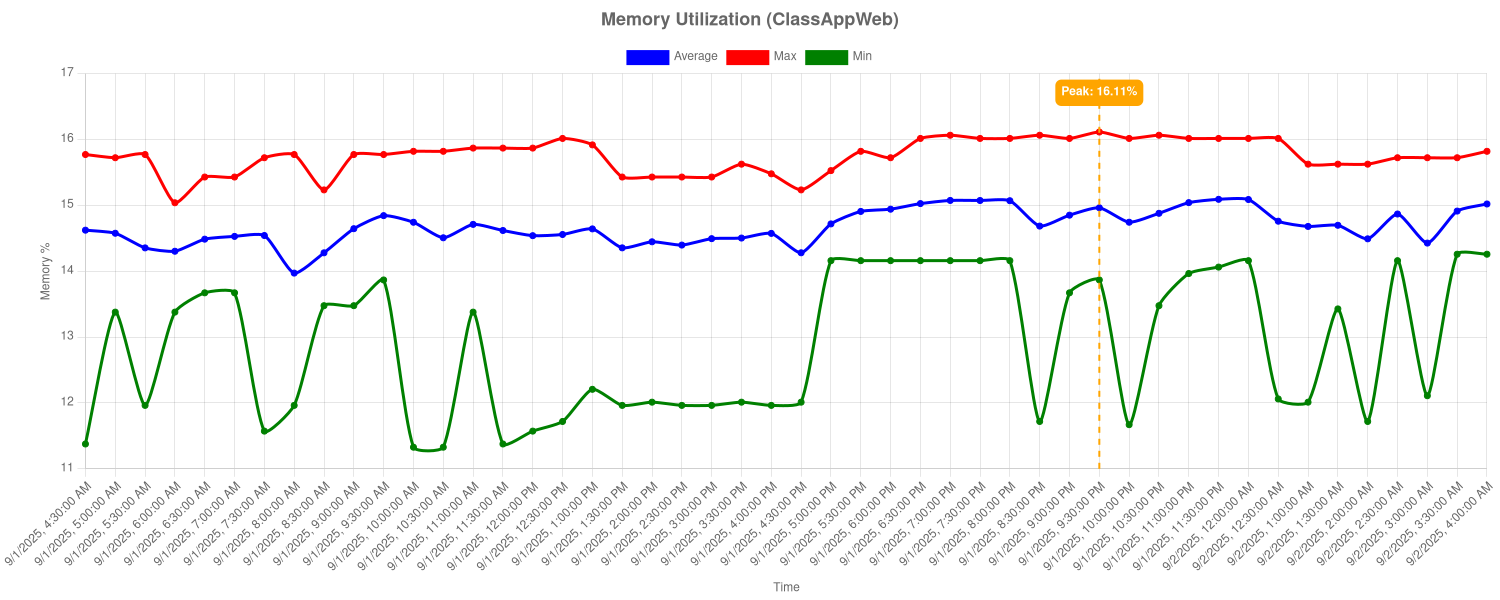 Memory Utilization (ClassAppWeb)
Average Max Min
Peak: 16.11%
Memory %
17
16
15
14
13
12
11
9/1/2025, 4:30:00 AM
9/1/2025, 5:00:00 AM
9/1/2025, 5:30:00 AM
9/1/2025, 6:00:00 AM
9/1/2025, 6:30:00 AM
9/1/2025, 7:00:00 AM
9/1/2025, 7:30:00 AM
9/1/2025, 8:00:00 AM
9/1/2025, 8:30:00 AM
9/1/2025, 9:00:00 AM
9/1/2025, 9:30:00 AM
9/1/2025, 10:00:00 AM
9/1/2025, 10:30:00 AM
9/1/2025, 11:00:00 AM
9/1/2025, 11:30:00 AM
9/1/2025, 12:00:00 PM
9/1/2025, 12:30:00 PM
9/1/2025, 1:00:00 PM
9/1/2025, 1:30:00 PM
9/1/2025, 2:00:00 PM
9/1/2025, 2:30:00 PM
9/1/2025, 3:00:00 PM
9/1/2025, 3:30:00 PM
9/1/2025, 4:00:00 PM
9/1/2025, 4:30:00 PM
9/1/2025, 5:00:00 PM
9/1/2025, 5:30:00 PM
9/1/2025, 6:00:00 PM
9/1/2025, 6:30:00 PM
9/1/2025, 7:00:00 PM
9/1/2025, 7:30:00 PM
9/1/2025, 8:00:00 PM
9/1/2025, 8:30:00 PM
9/1/2025, 9:00:00 PM
9/1/2025, 9:30:00 PM
9/1/2025, 10:00:00 PM
9/1/2025, 10:30:00 PM
9/1/2025, 11:00:00 PM
9/1/2025, 11:30:00 PM
9/2/2025, 12:00:00 AM
9/2/2025, 12:30:00 AM
9/2/2025, 1:00:00 AM
9/2/2025, 1:30:00 AM
9/2/2025, 2:00:00 AM
9/2/2025, 2:30:00 AM
9/2/2025, 3:00:00 AM
9/2/2025, 3:30:00 AM
9/2/2025, 4:00:00 AM
Time